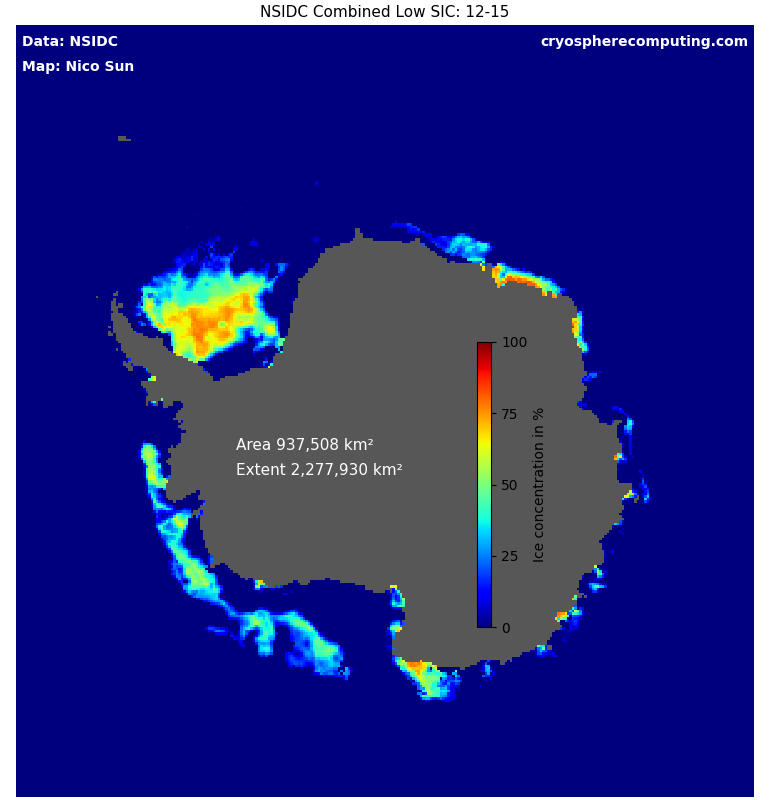 NSIDC Combined Low SIC: 12-15
Data: NSIDC
cryospherecomputing.com
Map: Nico Sun
100
75
Area 937,508 km²
Extent 2,277,930 km²
50
25
0
Ice concentration in %